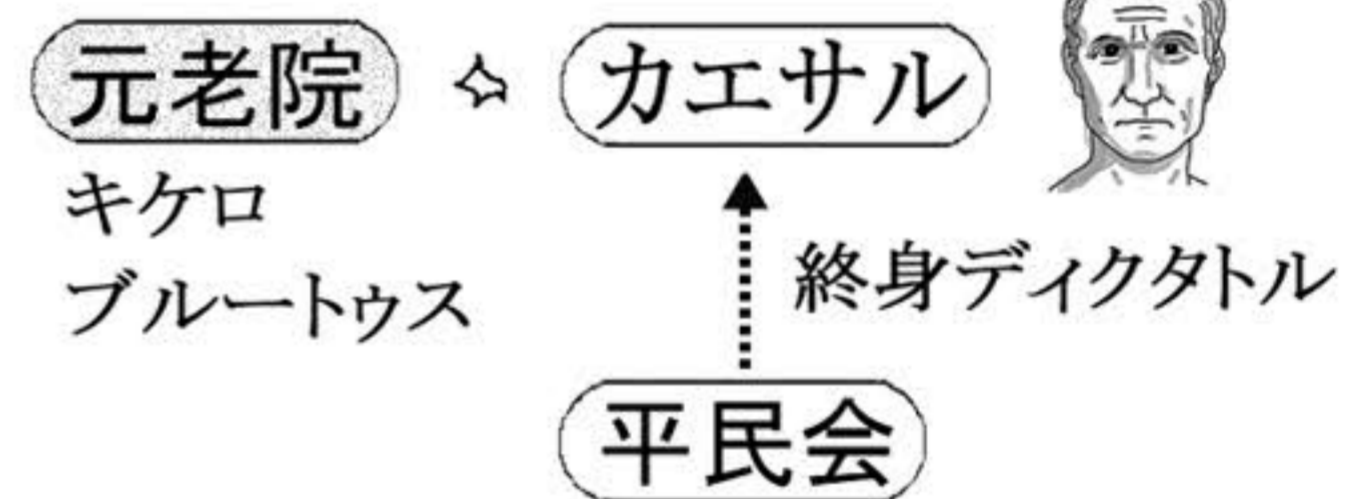 元老院 カエサル
キケロ
ブルートゥス
終身ディクタトル
平民会